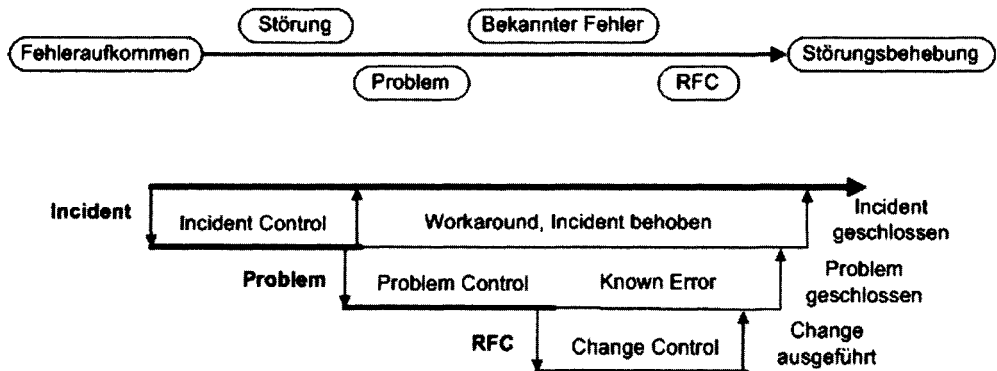 Störung
Bekannter Fehler
Fehleraufkommen
Störungsbehebung
Problem
RFC
Incident
Incident Control
Workaround, Incident behoben
Incident
geschlossen
Problem
Problem Control
Known Error
Problem
geschlossen
RFC
Change Control
Change
ausgeführt